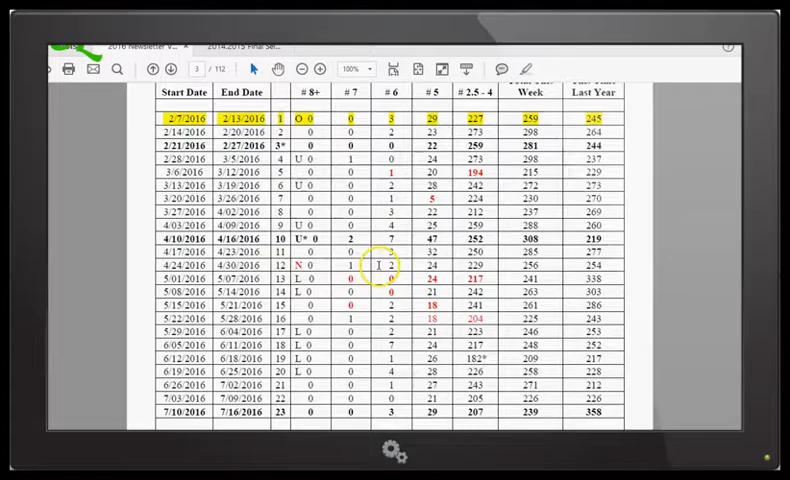 2016 Newsletter V... × 2014.2015 Final Sei...
3 / 112 100%
Start Date End Date # 8+ # 7 # 6 # 5 # 2.5 - 4 Week Last Year
2/7/2016 2/13/2016 1 O 0 0 3 29 227 259 245
2/14/2016 2/20/2016 2 0 0 2 23 273 298 264
2/21/2016 2/27/2016 3* 0 0 0 22 259 281 244
2/28/2016 3/5/2016 4 U 0 1 0 24 273 298 237
3/6/2016 3/12/2016 5 0 0 1 20 194 215 229
3/13/2016 3/19/2016 6 U 0 0 2 28 242 272 273
3/20/2016 3/26/2016 7 0 0 1 5 224 230 270
3/27/2016 4/02/2016 8 0 0 3 22 212 237 269
4/03/2016 4/09/2016 9 U 0 0 4 25 259 288 260
4/10/2016 4/16/2016 10 U* 0 2 7 47 252 308 219
4/17/2016 4/23/2016 11 0 0 3 32 250 285 277
4/24/2016 4/30/2016 12 N 0 1 2 24 229 256 254
5/01/2016 5/07/2016 13 L 0 0 0 24 217 241 338
5/08/2016 5/14/2016 14 L 0 0 0 21 242 263 303
5/15/2016 5/21/2016 15 0 0 2 18 241 261 286
5/22/2016 5/28/2016 16 0 1 2 18 204 225 243
5/29/2016 6/04/2016 17 L 0 0 2 21 223 246 253
6/05/2016 6/11/2016 18 L 0 0 7 24 217 248 252
6/12/2016 6/18/2016 19 L 0 0 1 26 182* 209 217
6/19/2016 6/25/2016 20 L 0 0 4 28 226 258 228
6/26/2016 7/02/2016 21 0 0 1 27 243 271 212
7/03/2016 7/09/2016 22 0 0 0 21 205 226 226
7/10/2016 7/16/2016 23 0 0 3 29 207 239 358